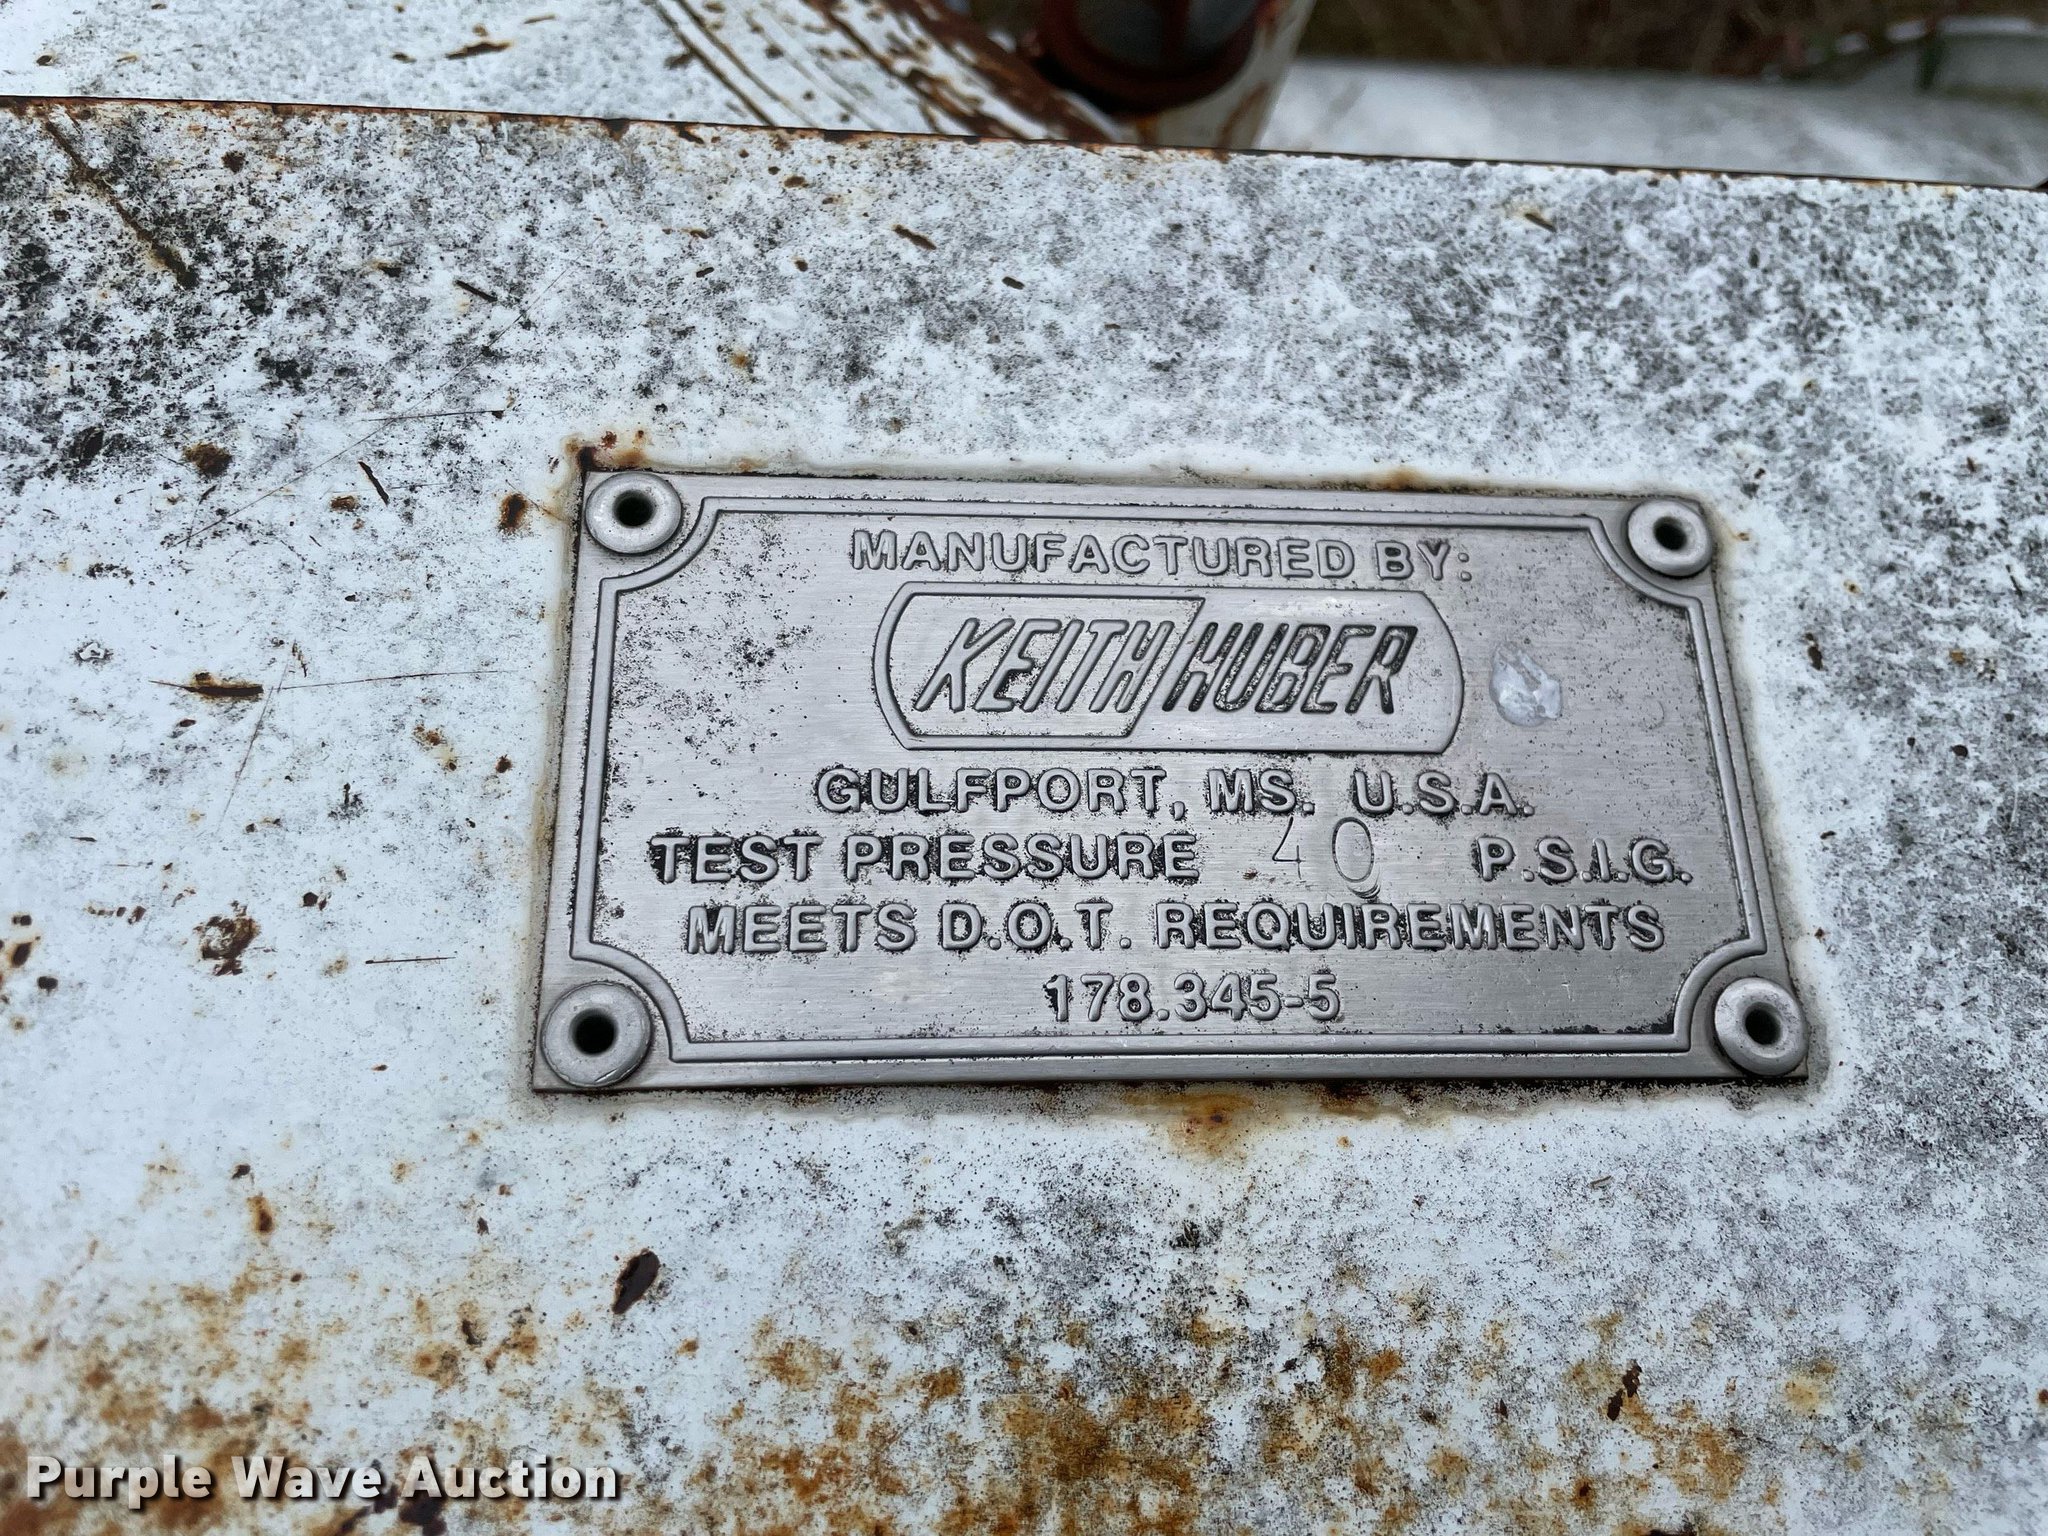 MANUFACTURED BY:
KEITH HUBER
GULFPORT, MS. U.S.A.
TEST PRESSURE 40 P.S.I.G.
MEETS D.O.T. REQUIREMENTS
178.345-5
Purple Wave Auction